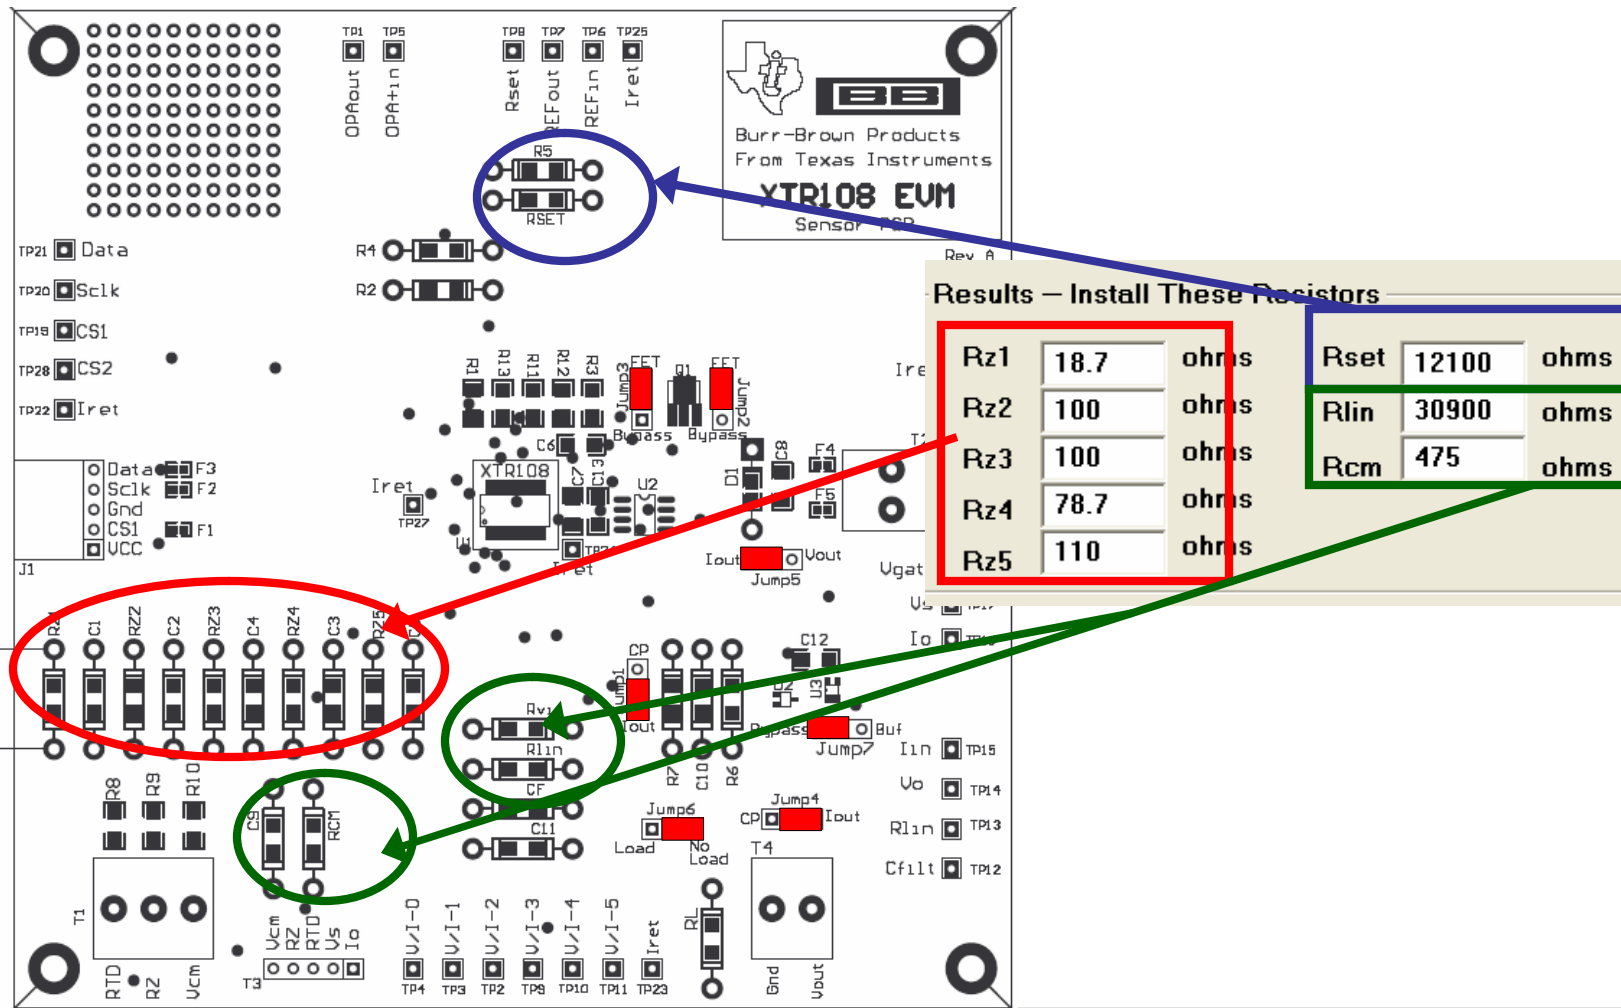 TP1
TP5
TP8
TP7
TP6
TP25
OPAout
OPA+in
Rset
REFout
REFin
Iret
Burr-Brown Products
From Texas Instruments
XTR108 EVM
R5
RSET
R4
R2
TP21 Data
TP20 Sclk
TP19 CS1
TP28 CS2
TP22 Iret
Rev A
Results – Install These Resistors
Rz1 18.7 ohms
Rz2 100 ohms
Rz3 100 ohms
Rz4 78.7 ohms
Rz5 110 ohms
Rset 12100 ohms
Rlin 30900 ohms
Rcm 475 ohms
R1
R13
R11
R12
R3
Jump3
FET
Bypass
Q1
FET
Jump2
Bypass
C6
XTR108
C7
C13
U2
U1
Iret
TP27
D1
C8
F4
F5
Data F3
Sclk F2
Gnd
CS1 F1
VCC
J1
Iout Vout
Jump5
RZ2
C1
C2
RZ3
C4
RZ4
C3
RZ5
CP
Jump1
Iout
Rlin
CF
C11
R7
C10
R6
C12
U3
Io
Bypass Buf
Jump7
Iin TP15
Vo TP14
Rlin TP13
Cfilt TP12
R8
R9
R10
C9
RCM
Jump6
Load
No
Load
Jump4
CP Iout
T4
T1
RTD
RZ
Vcm
T3
Vcm
RZ
RTD
Vs
Io
V/I-0
V/I-1
V/I-2
V/I-3
V/I-4
V/I-5
Iret
TP4
TP3
TP2
TP9
TP10
TP11
TP23
RL
Gnd
Vout